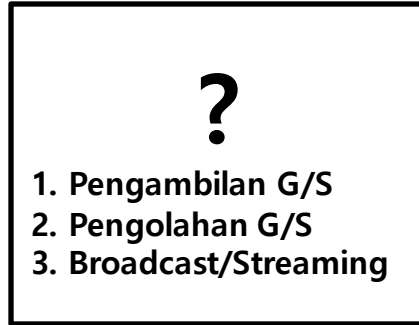 ?
1. Pengambilan G/S
2. Pengolahan G/S
3. Broadcast/Streaming